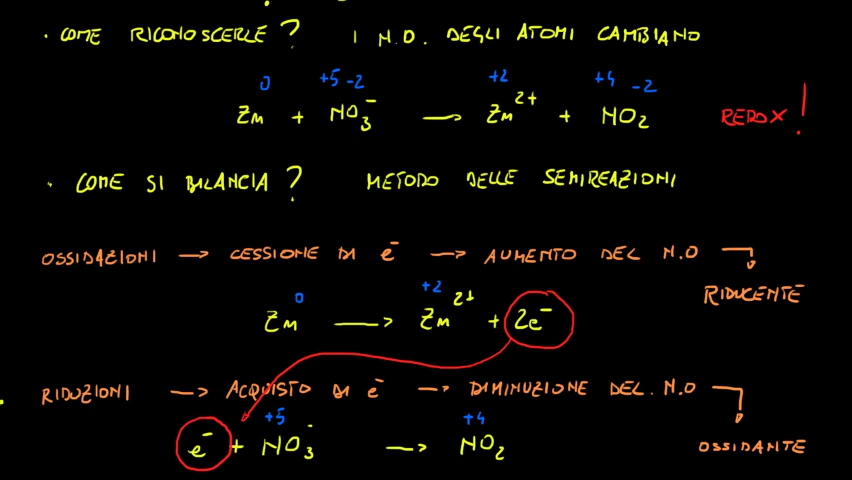 · COME RICONOSCERLE? I N.O. DEGLI ATOMI CAMBIANO
0 +5 -2 +2 +4 -2
Zn + NO₃⁻ → Zn²⁺ + NO₂ REDOX!
· COME SI BILANCIA? METODO DELLE SEMIREAZIONI
OSSIDAZIONI → CESSIONE DI e⁻ → AUMENTO DEL N.O
RIDUCENTE
0 +2
Zn → Zn²⁺ + 2e⁻
RIDUZIONI → ACQUISTO DI e⁻ → DIMINUZIONE DEL. N.O
+5 +4
e⁻ + NO₃⁻ → NO₂ OSSIDANTE